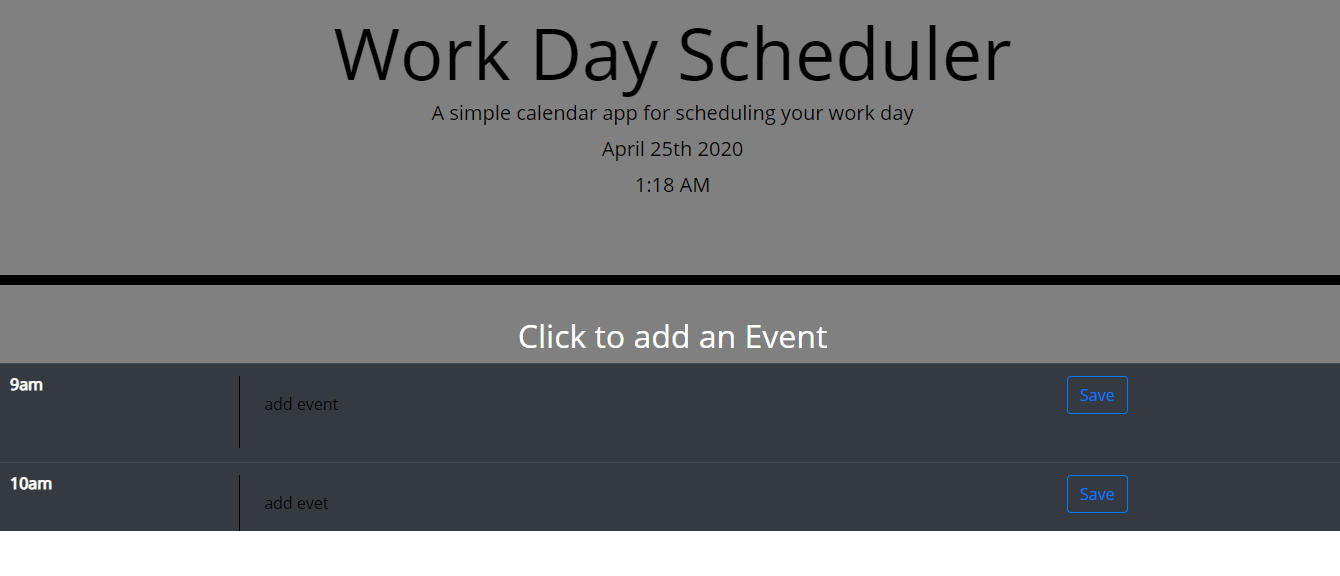 Work Day Scheduler
A simple calendar app for scheduling your work day
April 25th 2020
1:18 AM
Click to add an Event
9am add event Save
10am add evet Save